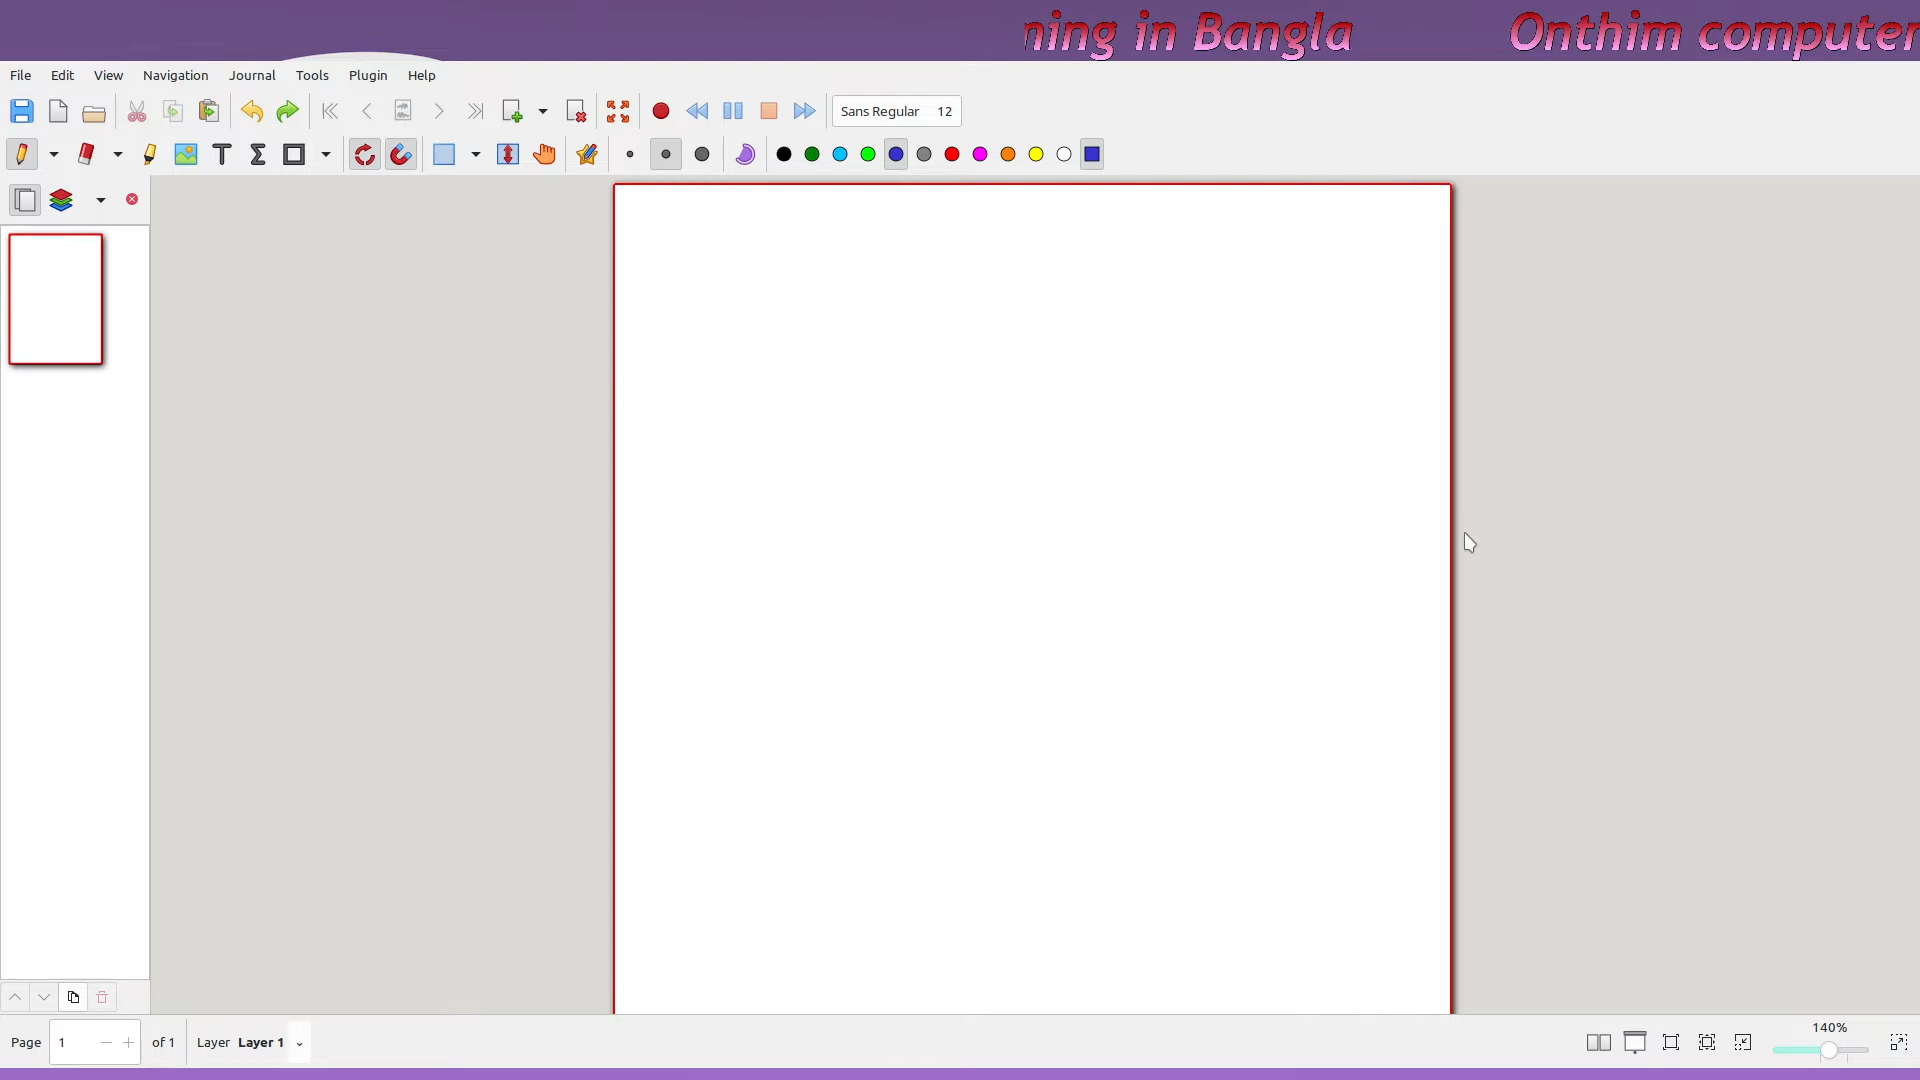 ning in Bangla Onthim computer
File Edit View Navigation Journal Tools Plugin Help
Sans Regular 12
Page 1 of 1 Layer Layer 1
140%